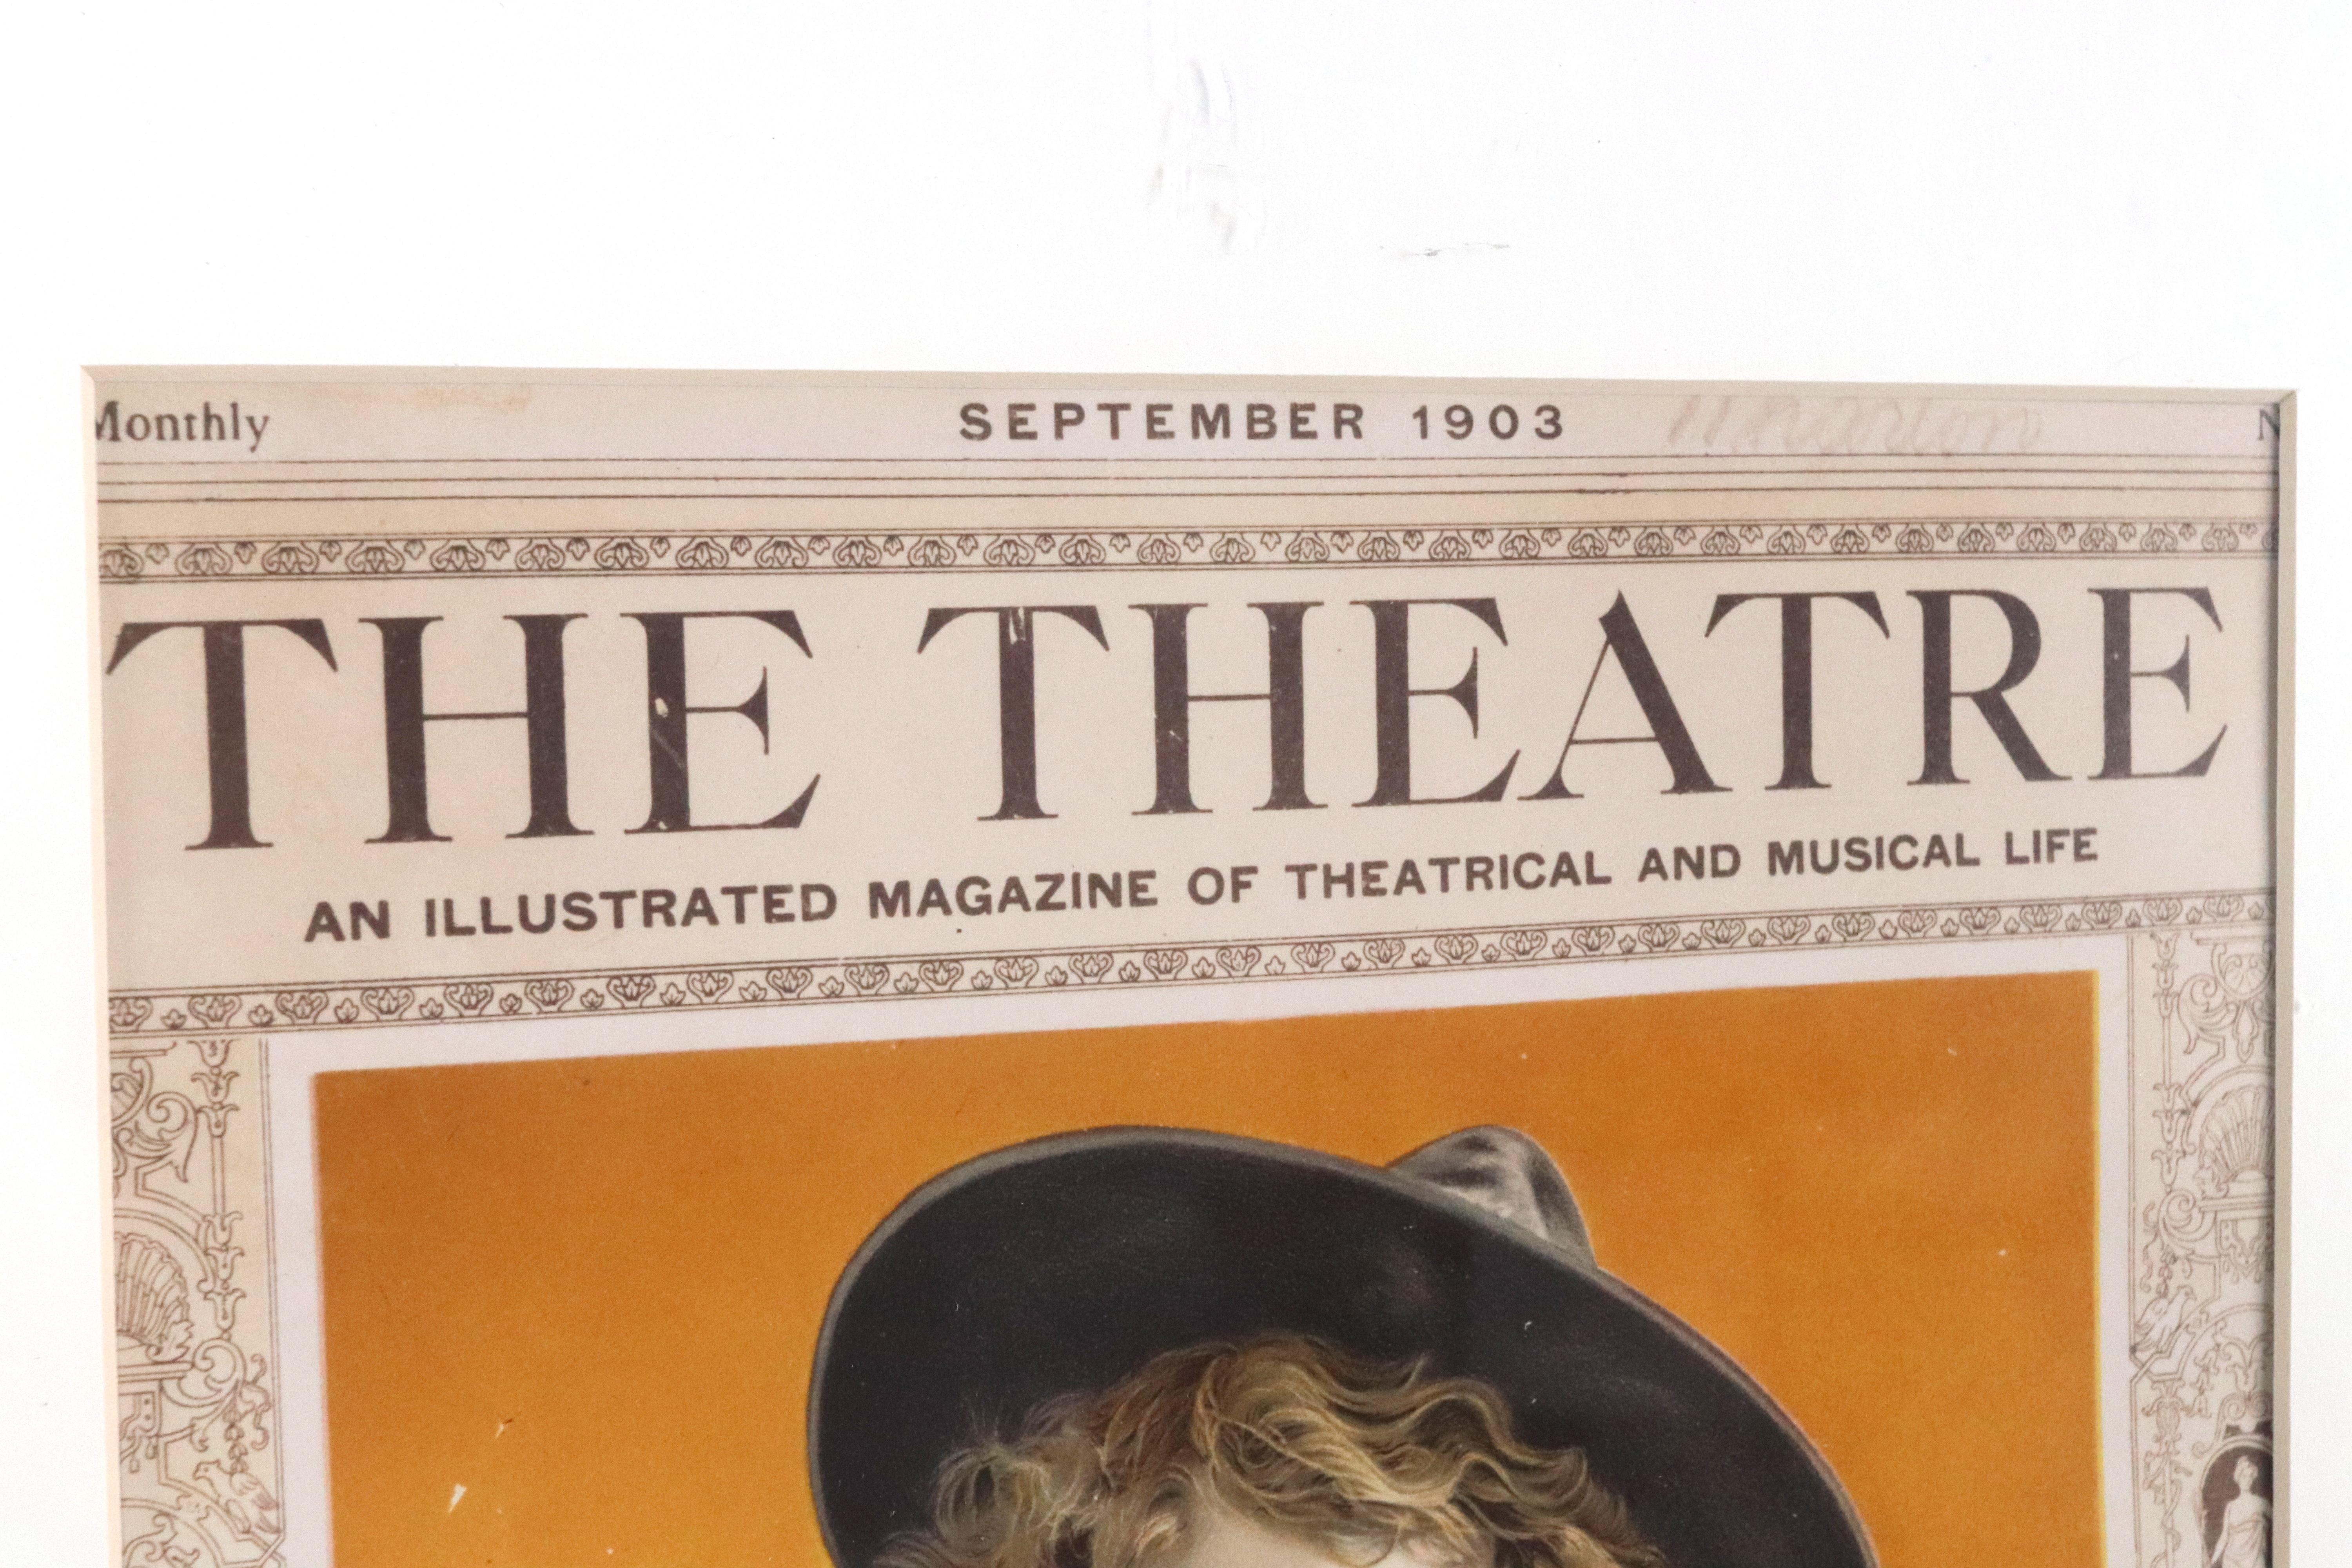 Monthly SEPTEMBER 1903
THE THEATRE
AN ILLUSTRATED MAGAZINE OF THEATRICAL AND MUSICAL LIFE